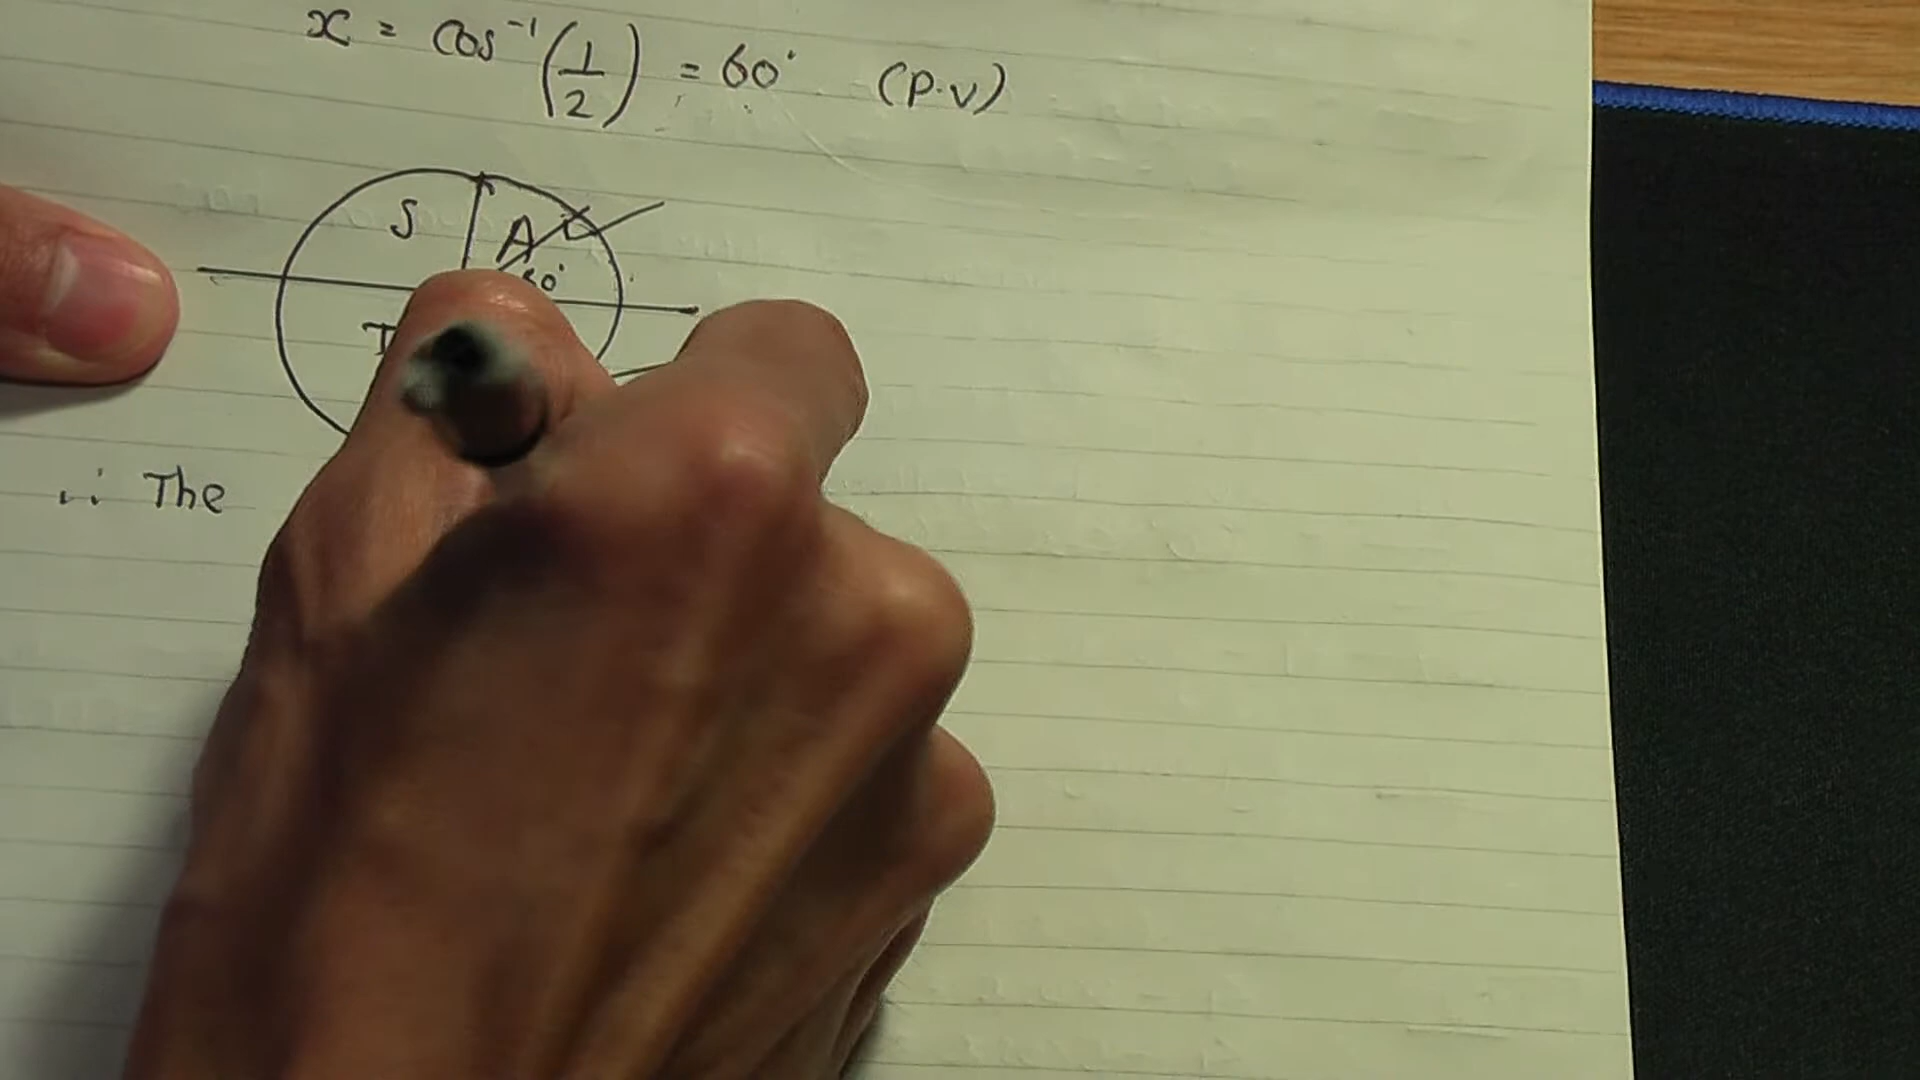 x = cos⁻¹(1/2) = 60° (P.V)
S A
60°
T
∴ The